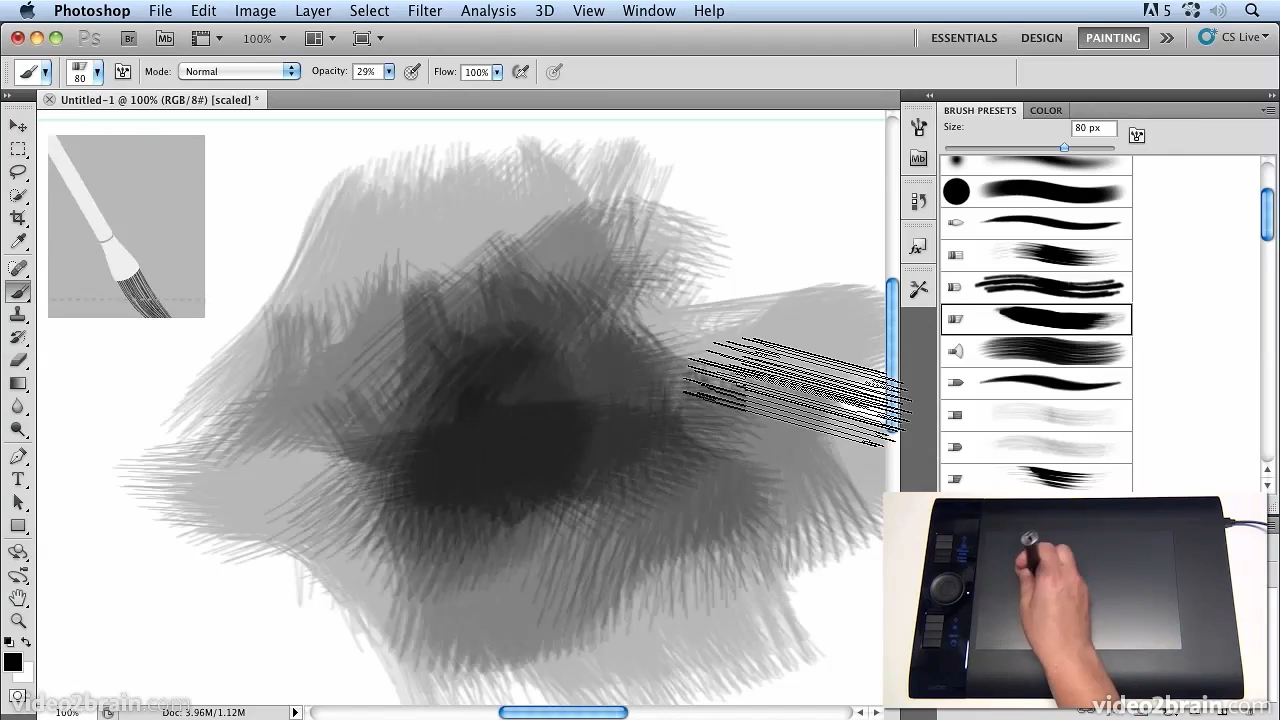 Photoshop File Edit Image Layer Select Filter Analysis 3D View Window Help
5
Ps Br Mb 100% ESSENTIALS DESIGN PAINTING CS Live
80 Mode: Normal Opacity: 29% Flow: 100%
Untitled-1 @ 100% (RGB/8#) [scaled] *
BRUSH PRESETS COLOR
Size: 80 px
Mb
fx
T
100% Doc: 3.96M/1.12M
video2brain.com
video2brain.com